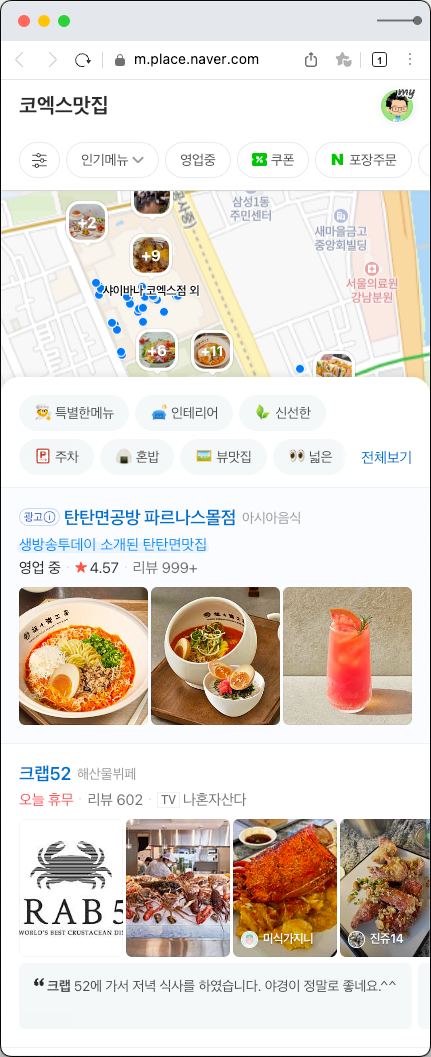 m.place.naver.com
1
코엑스맛집
my
인기메뉴
영업중
쿠폰
N 포장주문
+2
삼성1동
주민센터
+9
새마을금고
중앙회빌딩
샤이바나 코엑스점 외
서울의료원
강남분원
+6
+11
특별한메뉴
인테리어
신선한
P 주차
혼밥
뷰맛집
넓은
전체보기
광고 탄탄면공방 파르나스몰점 아시아음식
생방송투데이 소개된 탄탄면맛집
영업 중 · ★ 4.57 · 리뷰 999+
크랩52 해산물뷔페
오늘 휴무 · 리뷰 602 · TV 나혼자산다
RAB 5
WORLD'S BEST CRUSTACEAN DI
미식가지니
진쥬14
“ 크랩 52에 가서 저녁 식사를 하였습니다. 야경이 정말로 좋네요.^^